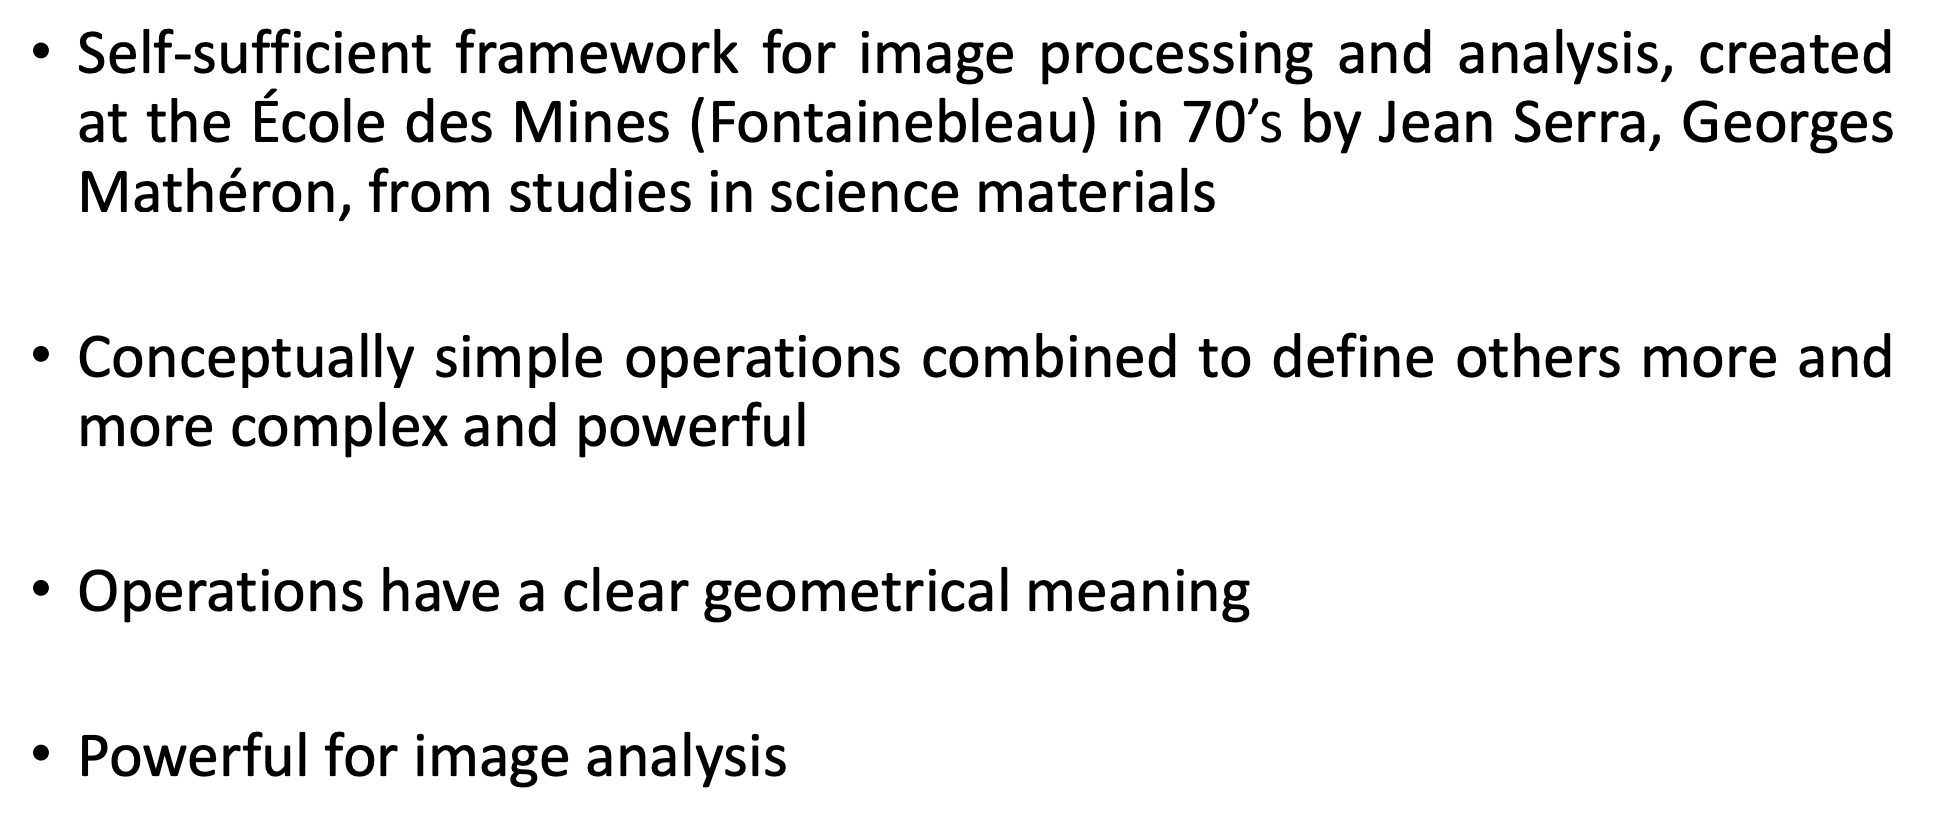 • Self-sufficient framework for image processing and analysis, created
at the École des Mines (Fontainebleau) in 70’s by Jean Serra, Georges
Mathéron, from studies in science materials
• Conceptually simple operations combined to define others more and
more complex and powerful
• Operations have a clear geometrical meaning
• Powerful for image analysis